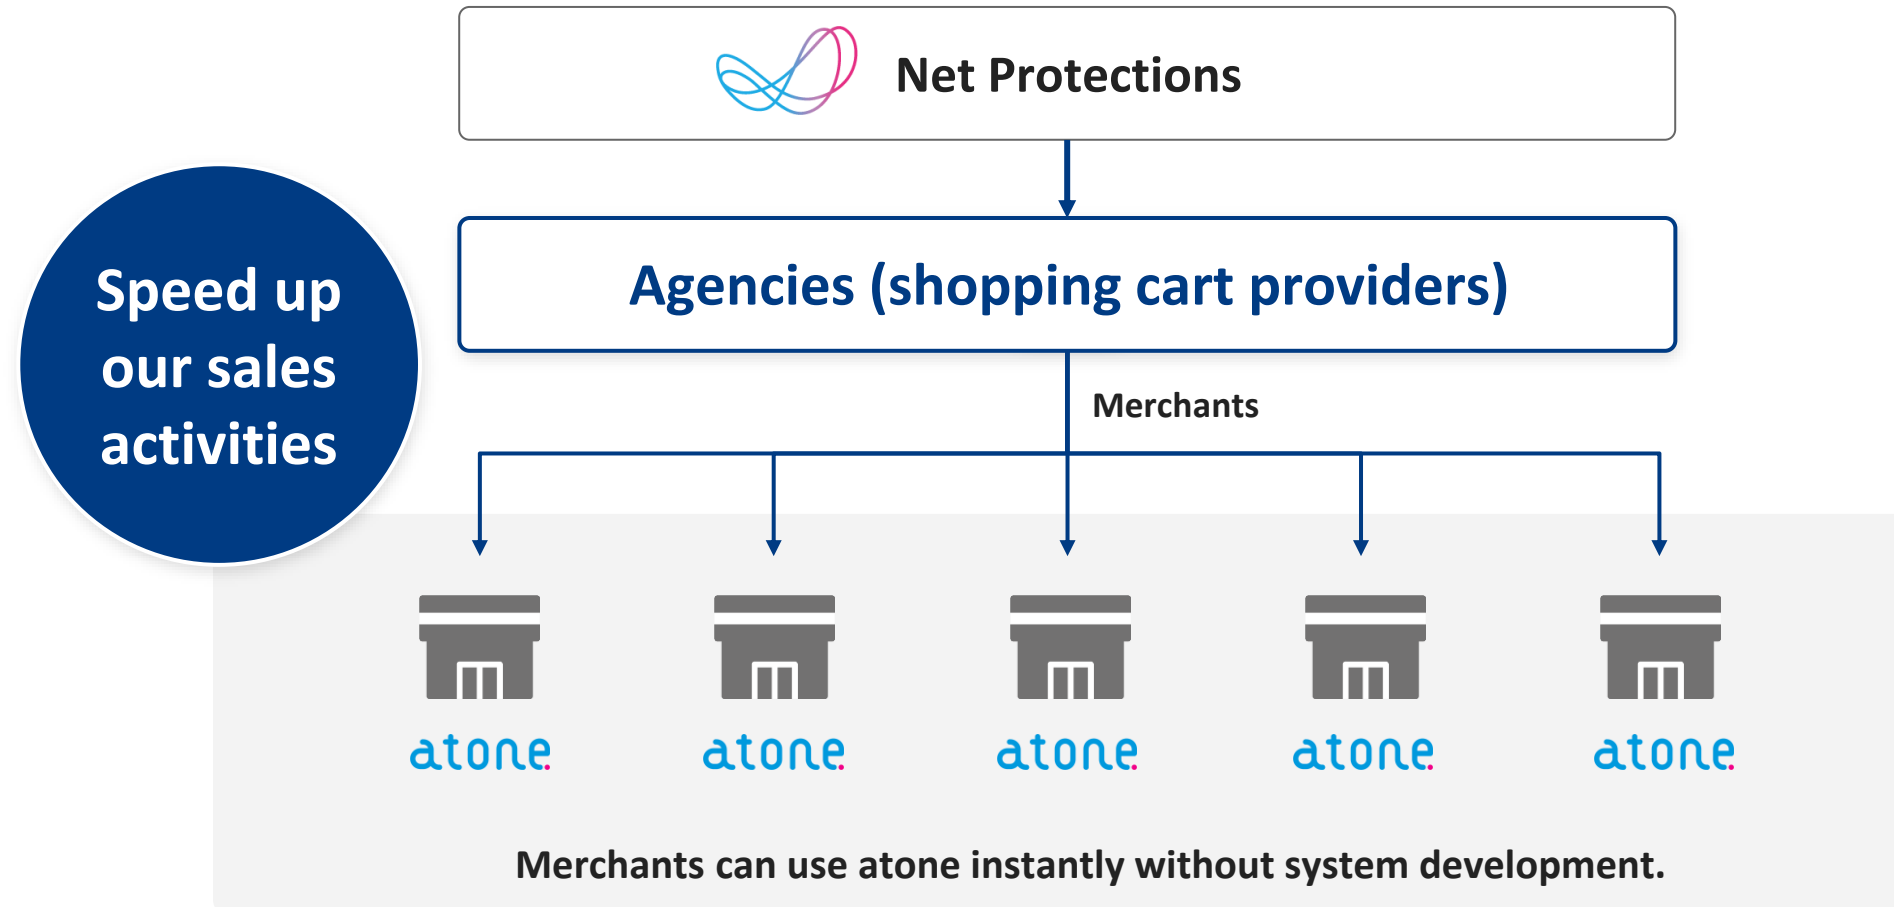 Net Protections
Agencies (shopping cart providers)
Speed up
our sales
activities
Merchants
atone
atone
atone
atone
atone
Merchants can use atone instantly without system development.